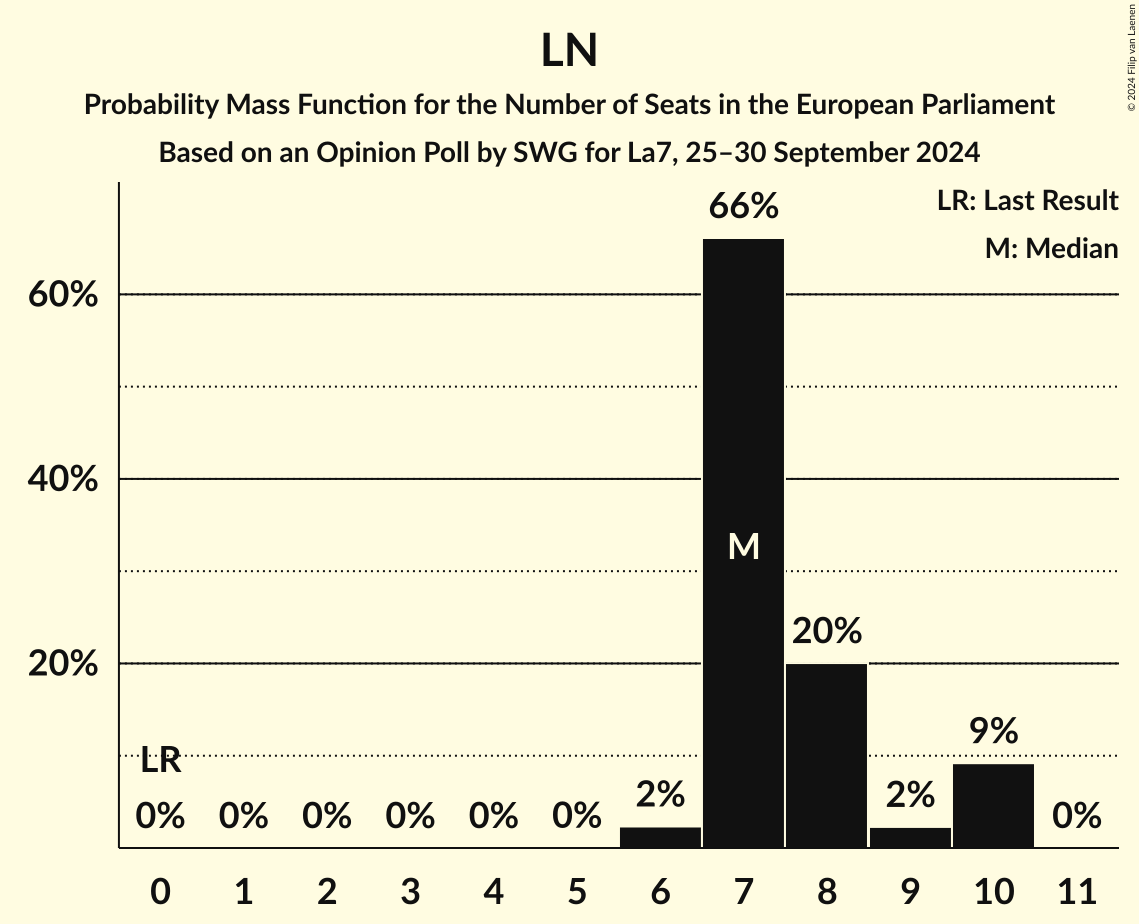 LN
Probability Mass Function for the Number of Seats in the European Parliament
Based on an Opinion Poll by SWG for La7, 25–30 September 2024
© 2024 Filip van Laenen
LR: Last Result
M: Median
66%
60%
40%
M
20%
20%
LR
9%
2%
2%
0% 0% 0% 0% 0% 0% 0%
0 1 2 3 4 5 6 7 8 9 10 11